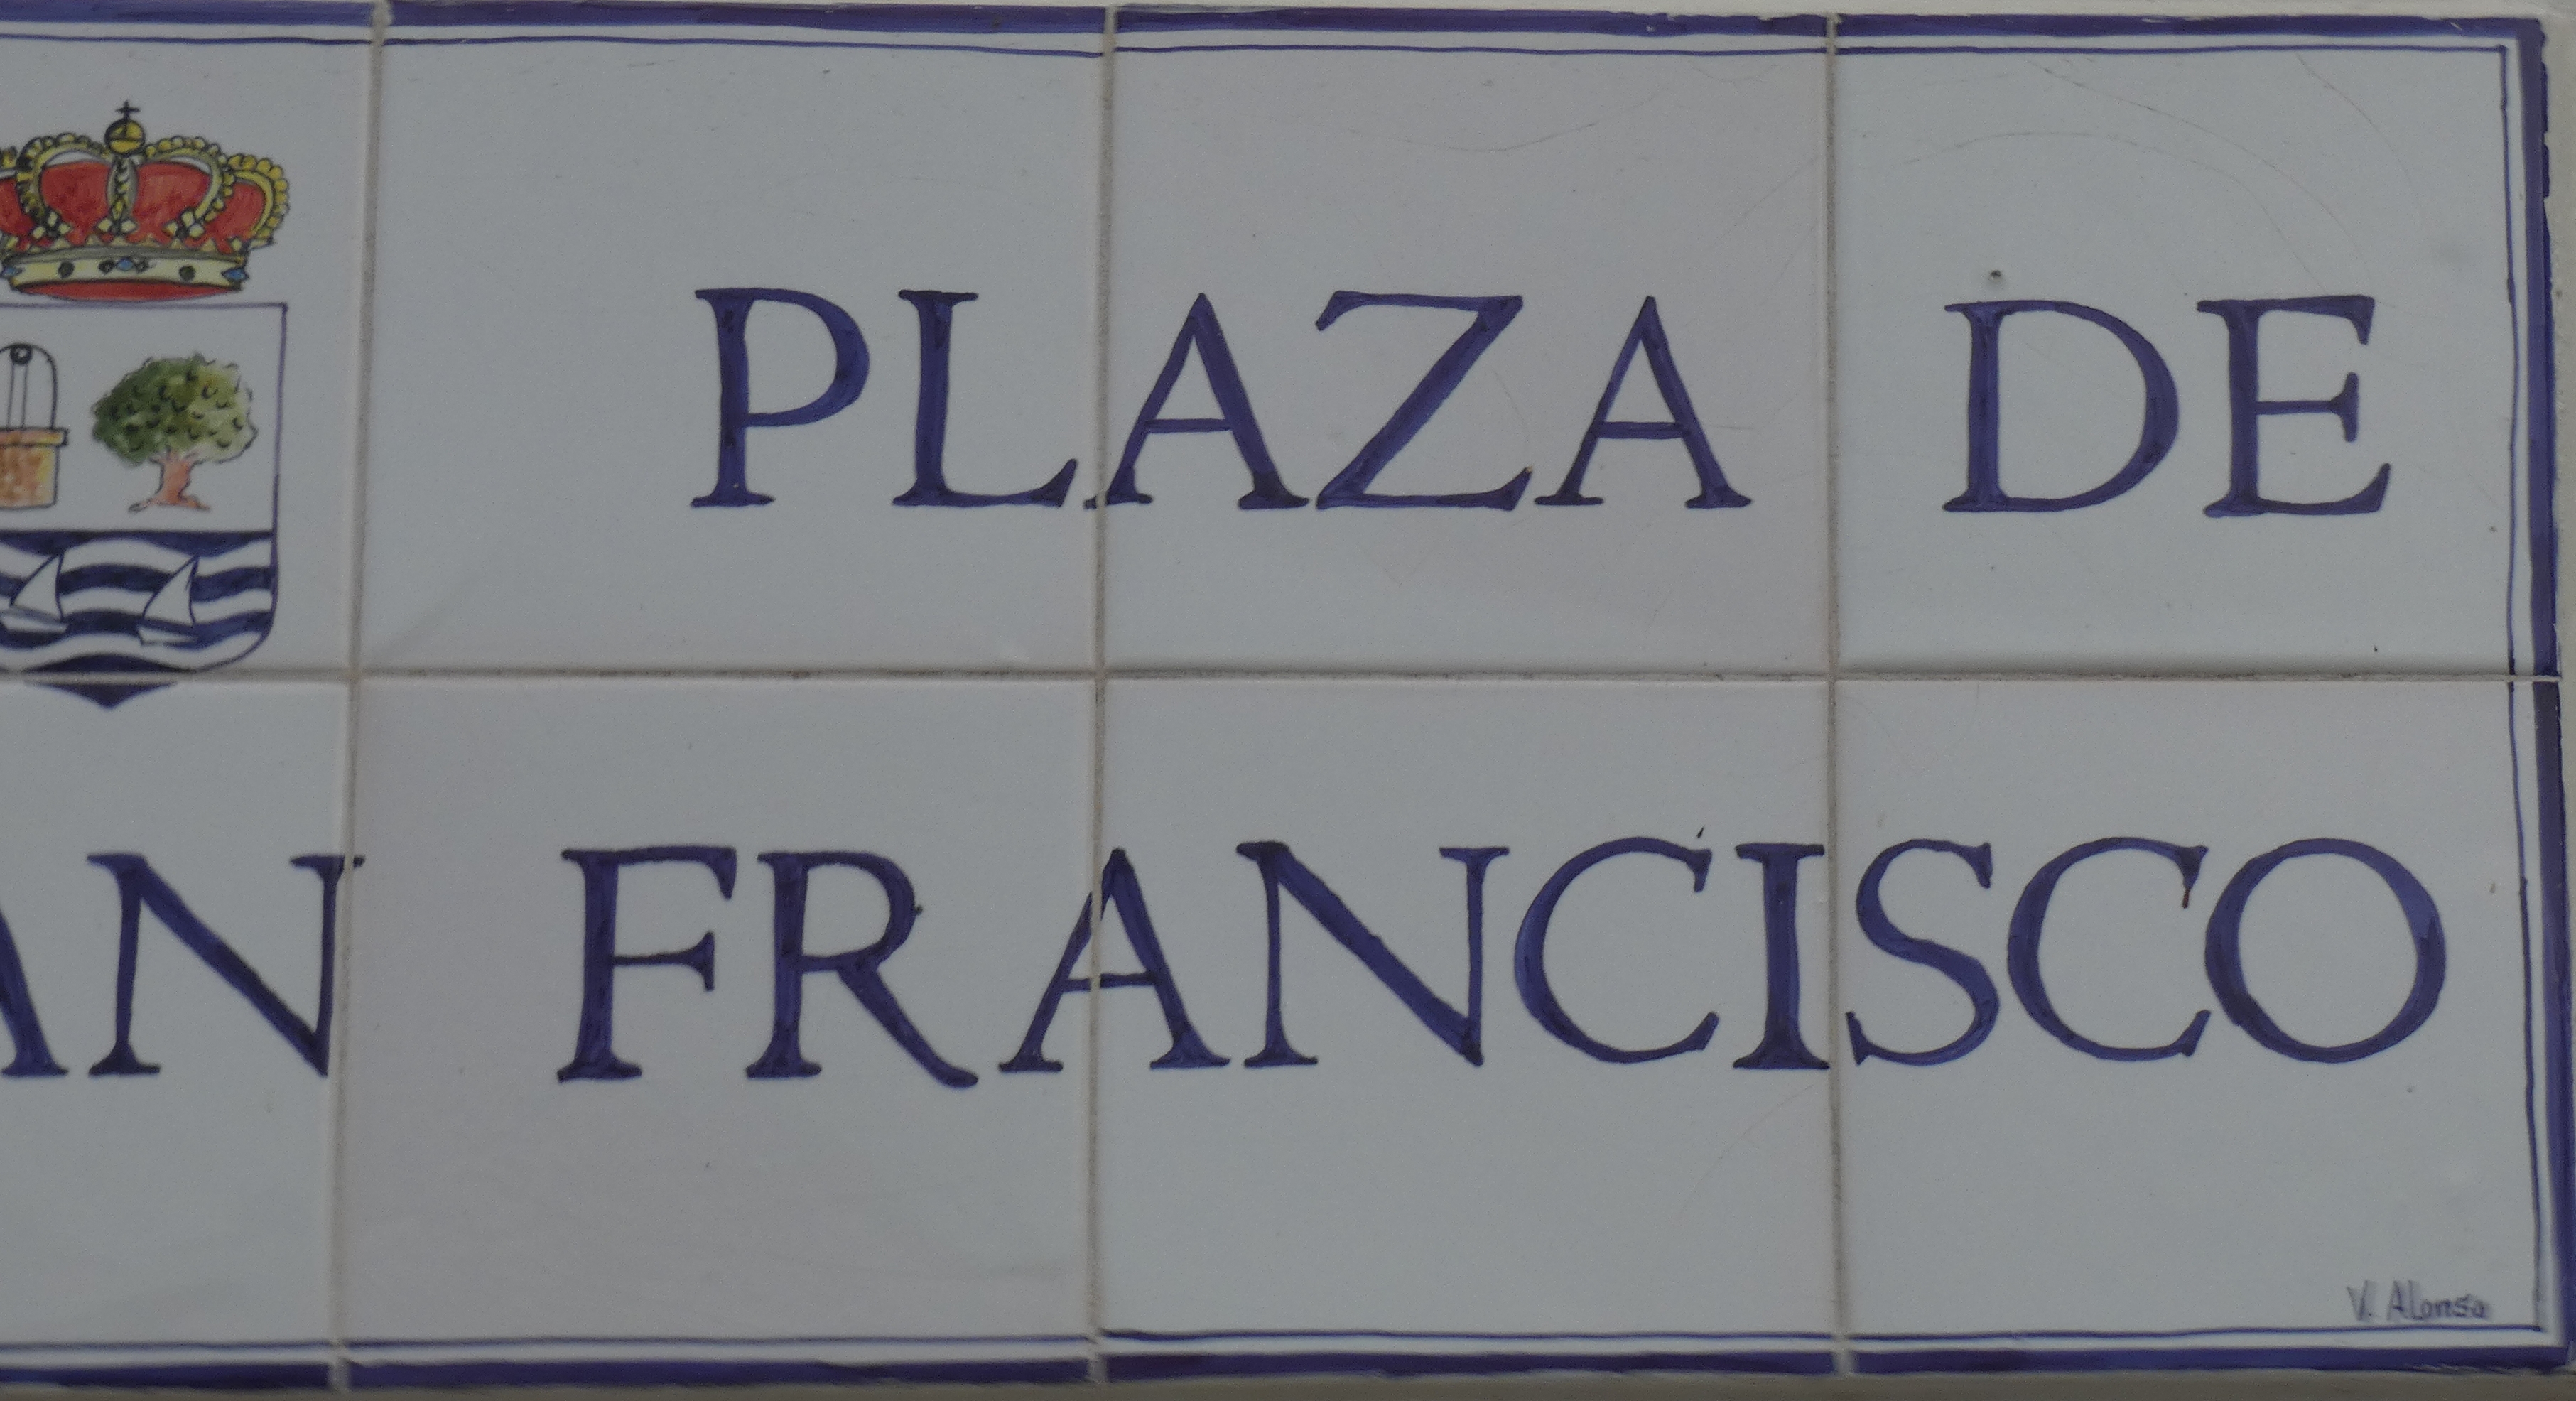 PLAZA DE
AN FRANCISCO
V. Alonso